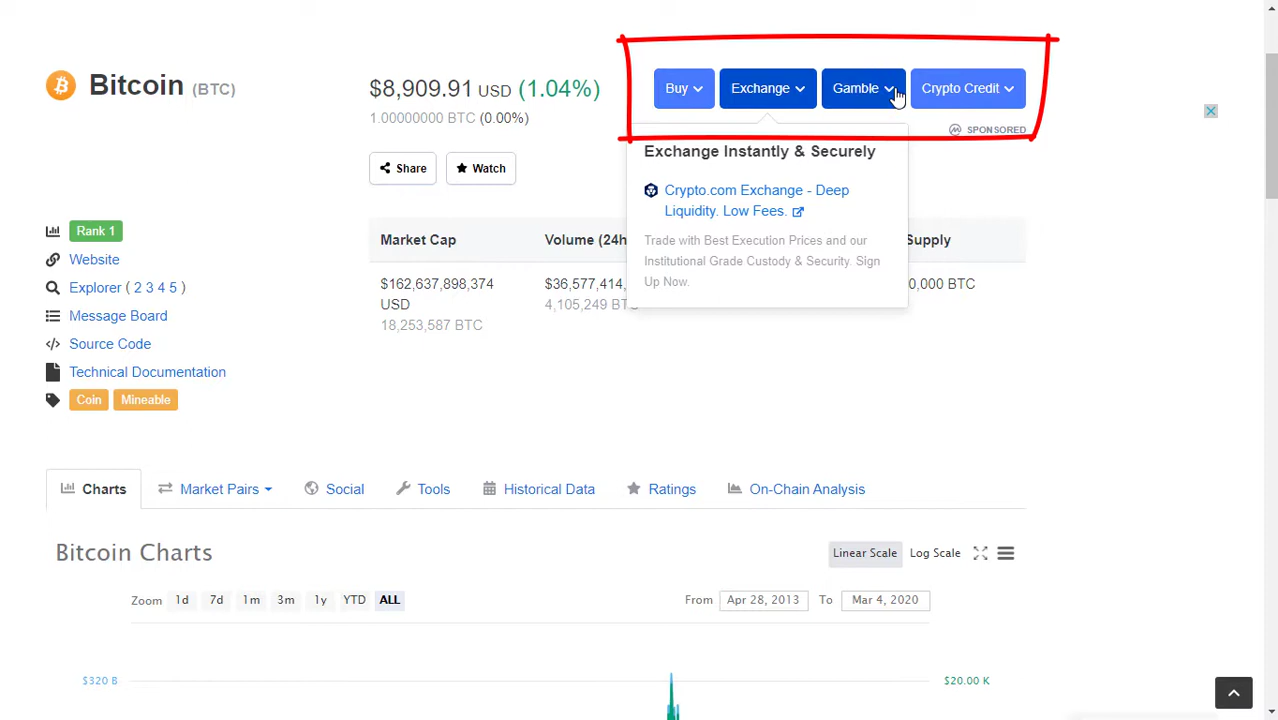 Bitcoin (BTC)
$8,909.91 USD (1.04%)
1.00000000 BTC (0.00%)
Buy
Exchange
Gamble
Crypto Credit
SPONSORED
Share
Watch
Exchange Instantly & Securely
Crypto.com Exchange - Deep
Liquidity. Low Fees.
Trade with Best Execution Prices and our
Institutional Grade Custody & Security. Sign
Up Now.
Rank 1
Website
Explorer ( 2 3 4 5 )
Message Board
Source Code
Technical Documentation
Coin Mineable
Market Cap
Volume (24h
Supply
$162,637,898,374
USD
18,253,587 BTC
$36,577,414,
4,105,249 BTC
0,000 BTC
Charts
Market Pairs
Social
Tools
Historical Data
Ratings
On-Chain Analysis
Bitcoin Charts
Linear Scale
Log Scale
Zoom 1d 7d 1m 3m 1y YTD ALL
From Apr 28, 2013 To Mar 4, 2020
$320 B
$20.00 K